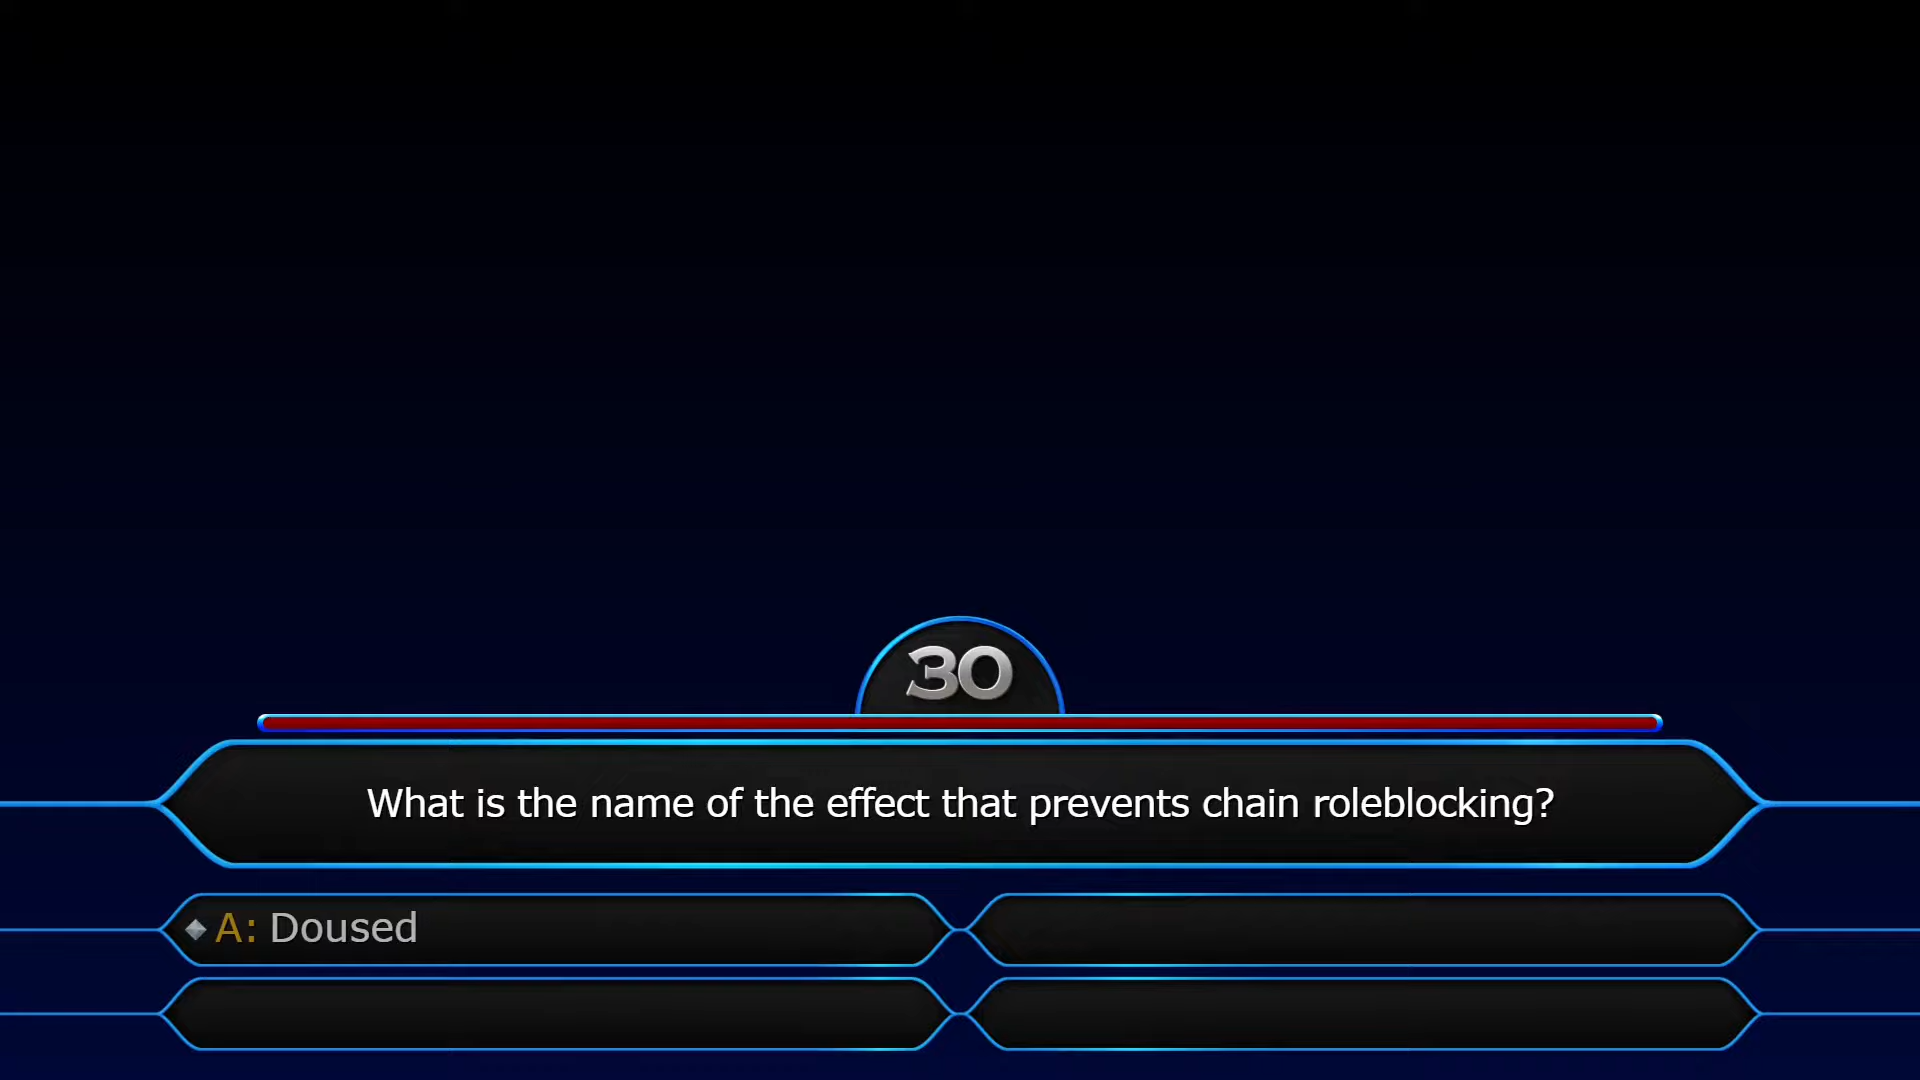 30
What is the name of the effect that prevents chain roleblocking?
A: Doused